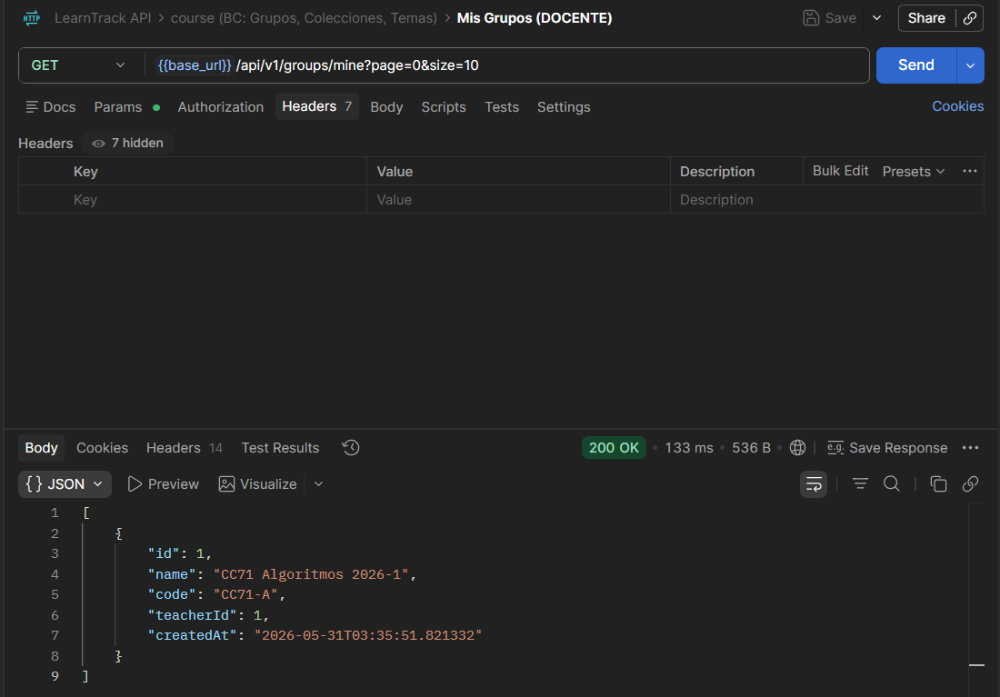 HTTP LearnTrack API > course (BC: Grupos, Colecciones, Temas) > Mis Grupos (DOCENTE) Save Share
GET {{base_url}} /api/v1/groups/mine?page=0&size=10 Send
Docs Params Authorization Headers 7 Body Scripts Tests Settings Cookies
Headers 7 hidden
Key Value Description Bulk Edit Presets
Key Value Description
Body Cookies Headers 14 Test Results 200 OK 133 ms 536 B e.g. Save Response
{} JSON Preview Visualize
1 [
2 {
3 "id": 1,
4 "name": "CC71 Algoritmos 2026-1",
5 "code": "CC71-A",
6 "teacherId": 1,
7 "createdAt": "2026-05-31T03:35:51.821332"
8 }
9 ]